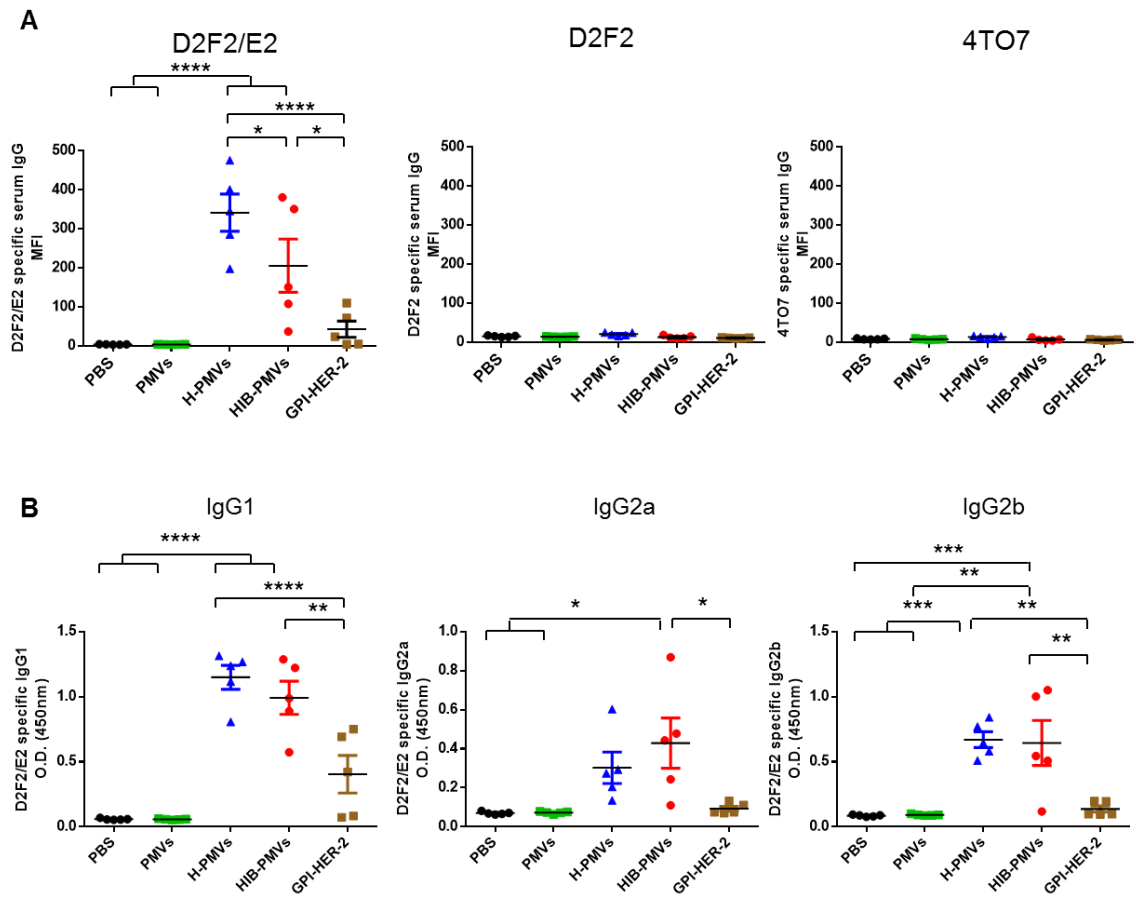 A
D2F2/E2
D2F2
4TO7
****
****
*
*
D2F2/E2 specific serum IgG
MFI
500
400
300
200
100
0
PBS
PMVs
H-PMVs
HIB-PMVs
GPI-HER-2
D2F2 specific serum IgG
MFI
500
400
300
200
100
0
PBS
PMVs
H-PMVs
HIB-PMVs
GPI-HER-2
4TO7 specific serum IgG
MFI
500
400
300
200
100
0
PBS
PMVs
H-PMVs
HIB-PMVs
GPI-HER-2
B
IgG1
IgG2a
IgG2b
****
****
**
D2F2/E2 specific IgG1
O.D. (450nm)
1.5
1.0
0.5
0.0
PBS
PMVs
H-PMVs
HIB-PMVs
GPI-HER-2
*
*
D2F2/E2 specific IgG2a
O.D. (450nm)
1.0
0.8
0.6
0.4
0.2
0.0
PBS
PMVs
H-PMVs
HIB-PMVs
GPI-HER-2
***
**
***
**
**
D2F2/E2 specific IgG2b
O.D. (450nm)
1.5
1.0
0.5
0.0
PBS
PMVs
H-PMVs
HIB-PMVs
GPI-HER-2